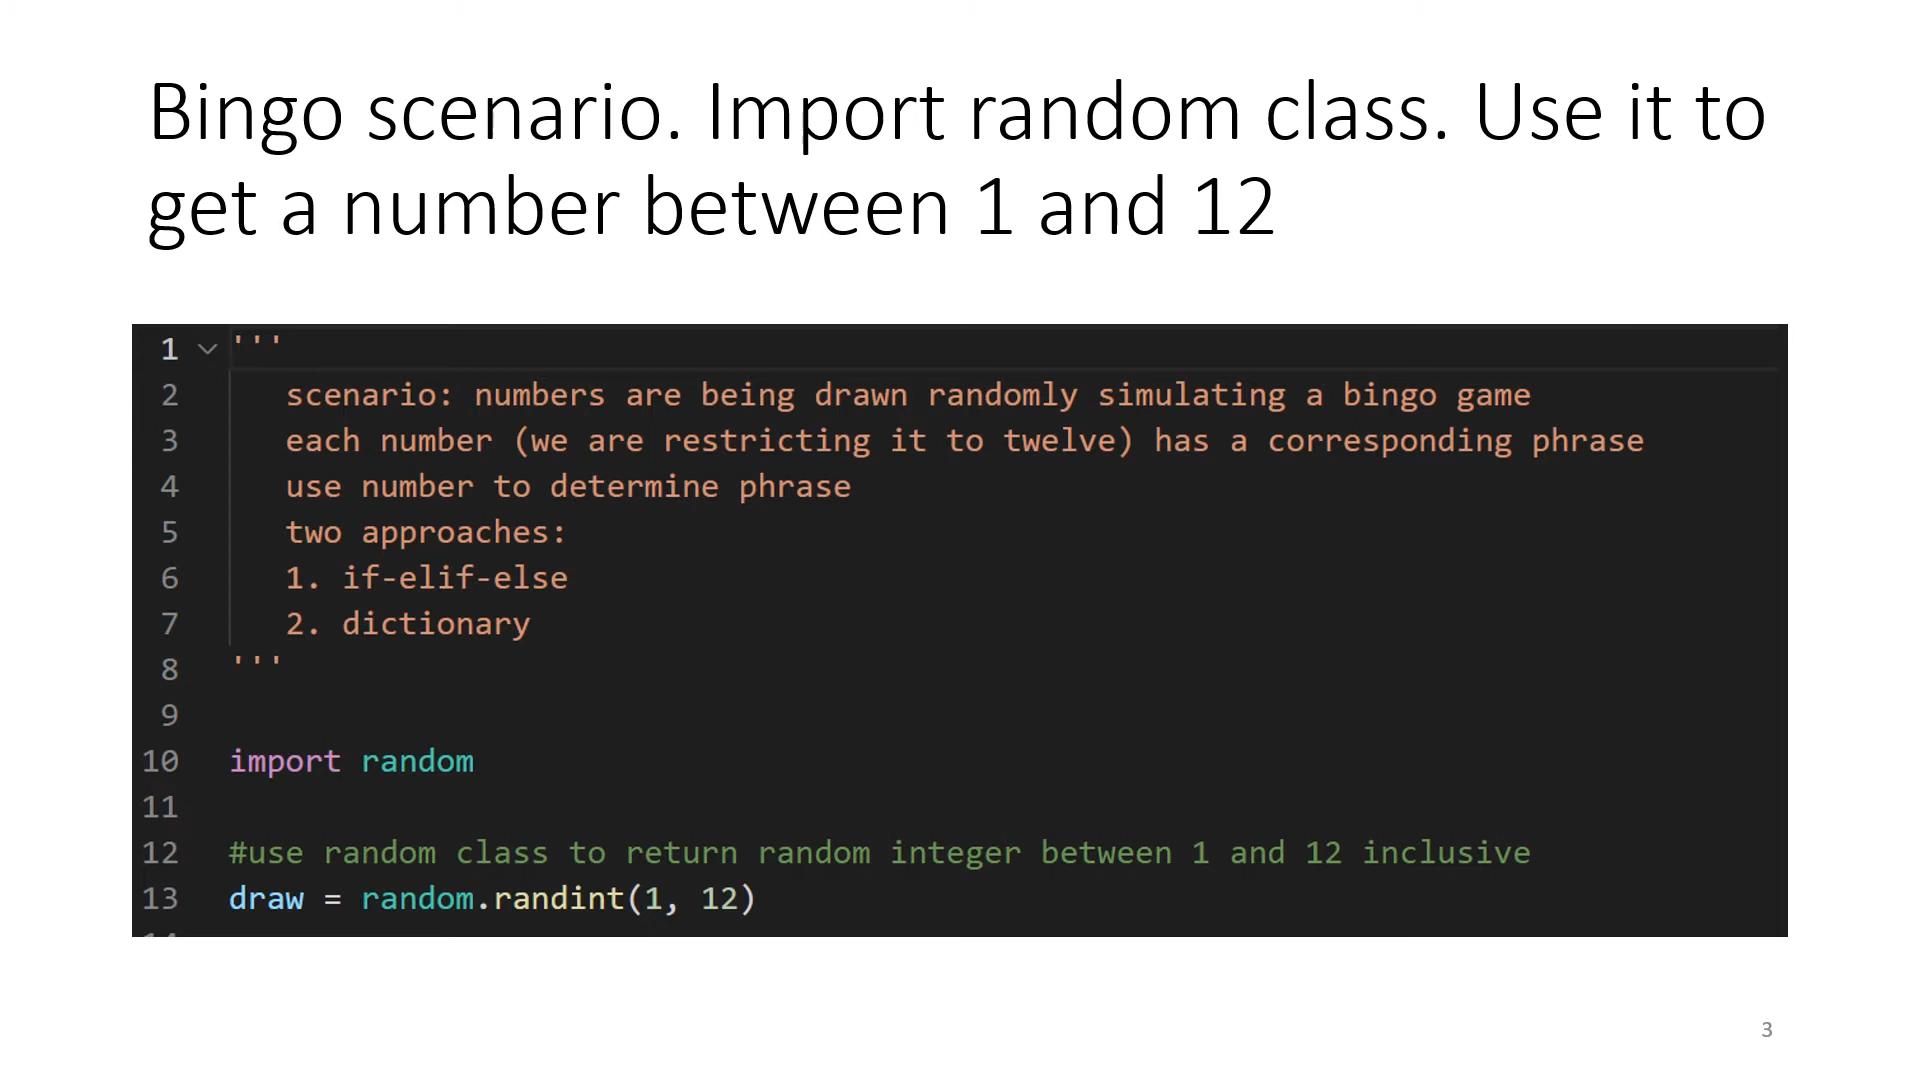 Bingo scenario. Import random class. Use it to
get a number between 1 and 12
1 '''
2 scenario: numbers are being drawn randomly simulating a bingo game
3 each number (we are restricting it to twelve) has a corresponding phrase
4 use number to determine phrase
5 two approaches:
6 1. if-elif-else
7 2. dictionary
8 '''
9
10 import random
11
12 #use random class to return random integer between 1 and 12 inclusive
13 draw = random.randint(1, 12)
3